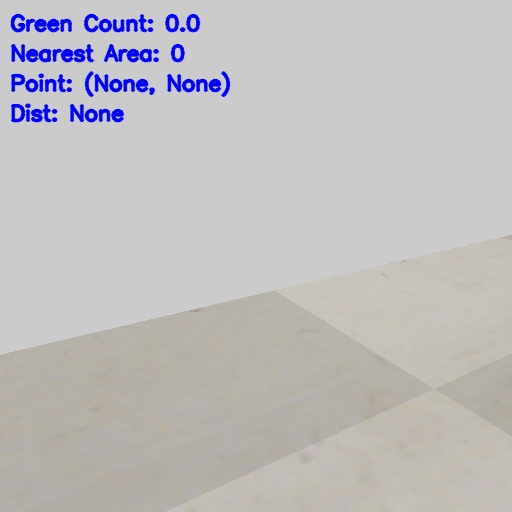 Green Count: 0.0
Nearest Area: 0
Point: (None, None)
Dist: None